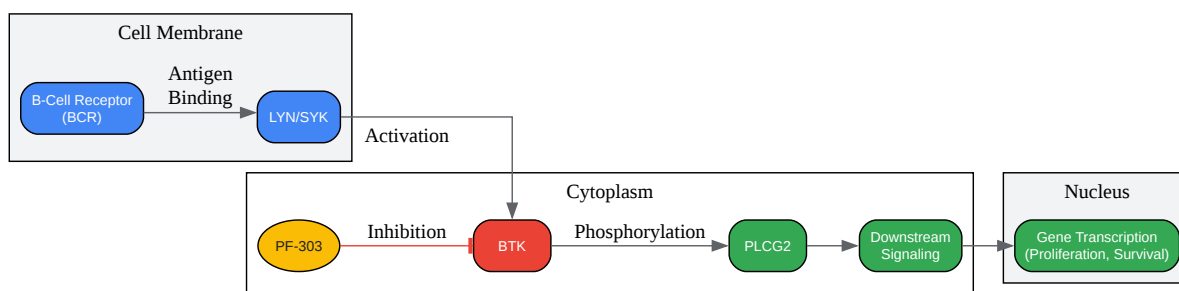 Cell Membrane
B-Cell Receptor
(BCR)
Antigen
Binding
LYN/SYK
Activation
Cytoplasm
PF-303
Inhibition
BTK
Phosphorylation
PLCG2
Downstream
Signaling
Nucleus
Gene Transcription
(Proliferation, Survival)